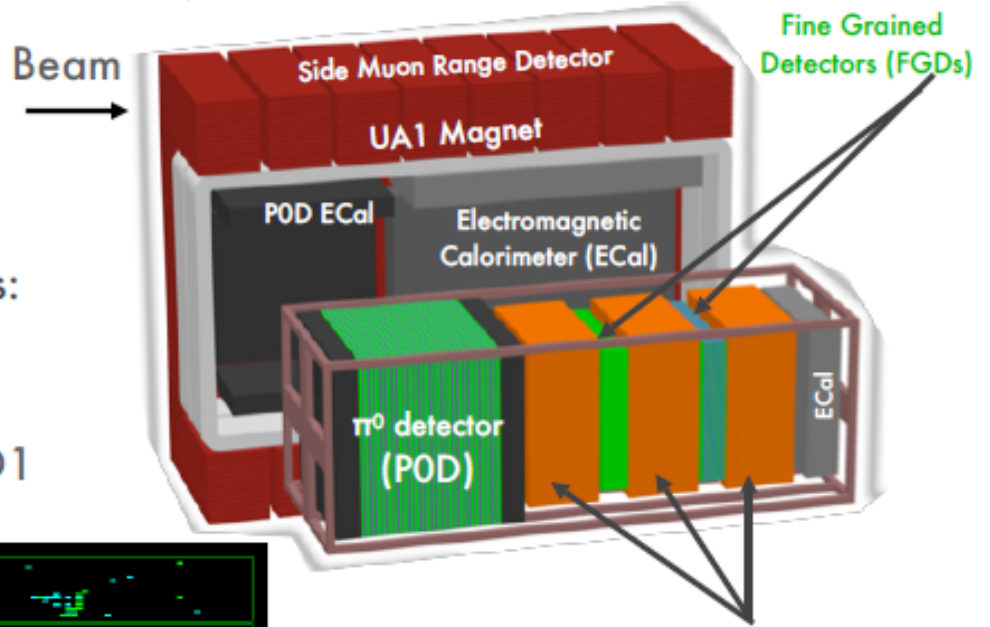 Fine Grained
Detectors (FGDs)
Beam
Side Muon Range Detector
UA1 Magnet
P0D ECal
Electromagnetic
Calorimeter (ECal)
s:
π⁰ detector
(P0D)
ECal